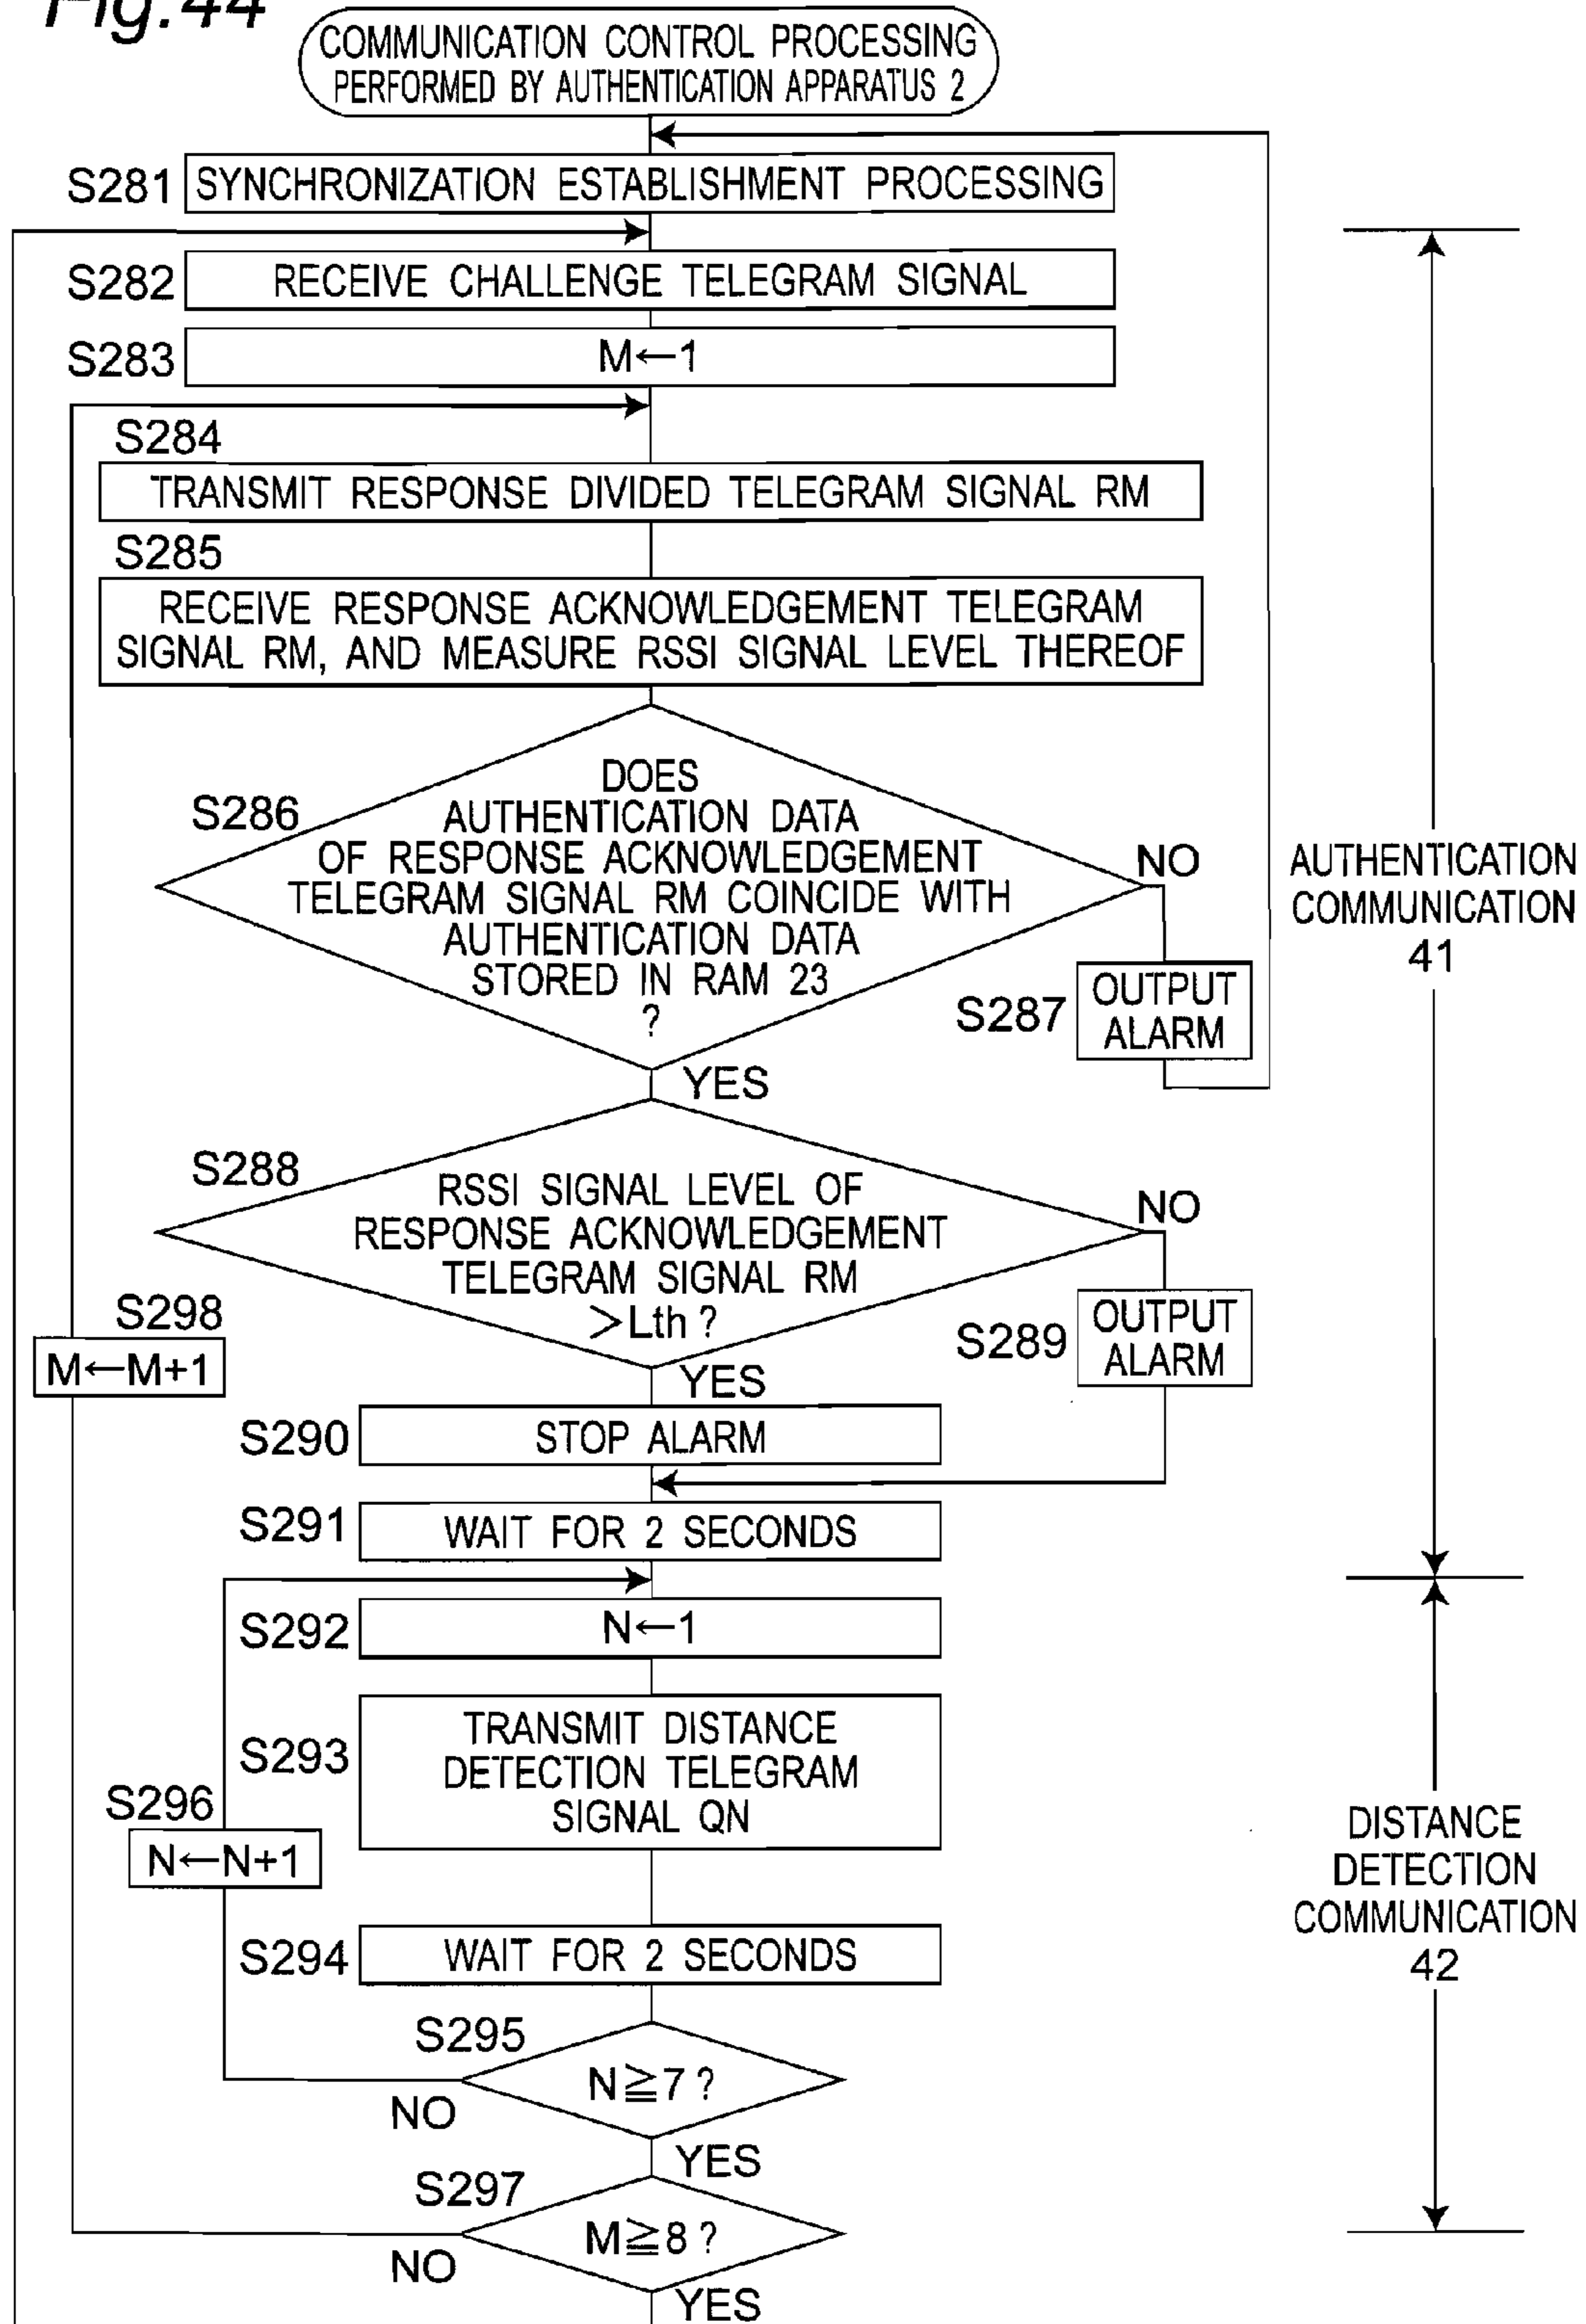 Fig.44
COMMUNICATION CONTROL PROCESSING
PERFORMED BY AUTHENTICATION APPARATUS 2
S281
SYNCHRONIZATION ESTABLISHMENT PROCESSING
S282
RECEIVE CHALLENGE TELEGRAM SIGNAL
S283
M←1
S284
TRANSMIT RESPONSE DIVIDED TELEGRAM SIGNAL RM
S285
RECEIVE RESPONSE ACKNOWLEDGEMENT TELEGRAM
SIGNAL RM, AND MEASURE RSSI SIGNAL LEVEL THEREOF
S286
DOES
AUTHENTICATION DATA
OF RESPONSE ACKNOWLEDGEMENT
TELEGRAM SIGNAL RM COINCIDE WITH
AUTHENTICATION DATA
STORED IN RAM 23
?
NO
S287
OUTPUT
ALARM
YES
AUTHENTICATION
COMMUNICATION
41
S288
RSSI SIGNAL LEVEL OF
RESPONSE ACKNOWLEDGEMENT
TELEGRAM SIGNAL RM
>Lth ?
NO
S289
OUTPUT
ALARM
YES
S298
M←M+1
S290
STOP ALARM
S291
WAIT FOR 2 SECONDS
S292
N←1
S293
TRANSMIT DISTANCE
DETECTION TELEGRAM
SIGNAL QN
S296
N←N+1
S294
WAIT FOR 2 SECONDS
DISTANCE
DETECTION
COMMUNICATION
42
S295
N≧7 ?
NO
YES
S297
M≧8 ?
NO
YES